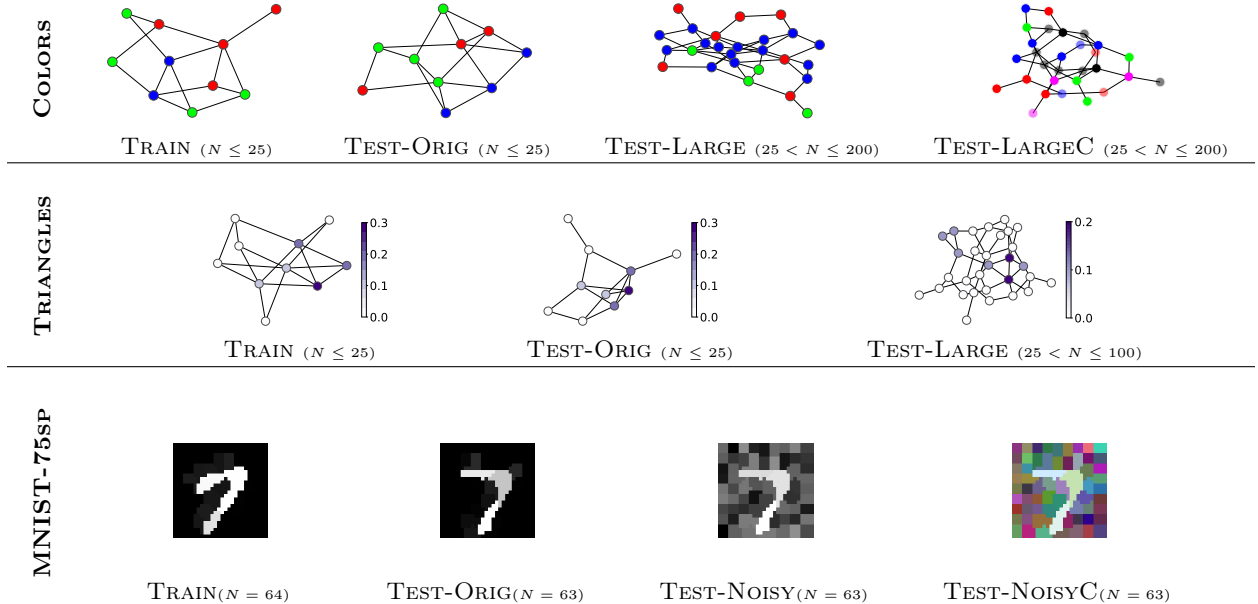 COLORS
TRAIN (N ≤ 25)
TEST-ORIG (N ≤ 25)
TEST-LARGE (25 < N ≤ 200)
TEST-LARGEC (25 < N ≤ 200)
TRIANGLES
0.3
0.2
0.1
0.0
0.3
0.2
0.1
0.0
0.2
0.1
0.0
TRAIN (N ≤ 25)
TEST-ORIG (N ≤ 25)
TEST-LARGE (25 < N ≤ 100)
MNIST-75SP
TRAIN(N = 64)
TEST-ORIG(N = 63)
TEST-NOISY(N = 63)
TEST-NOISYC(N = 63)